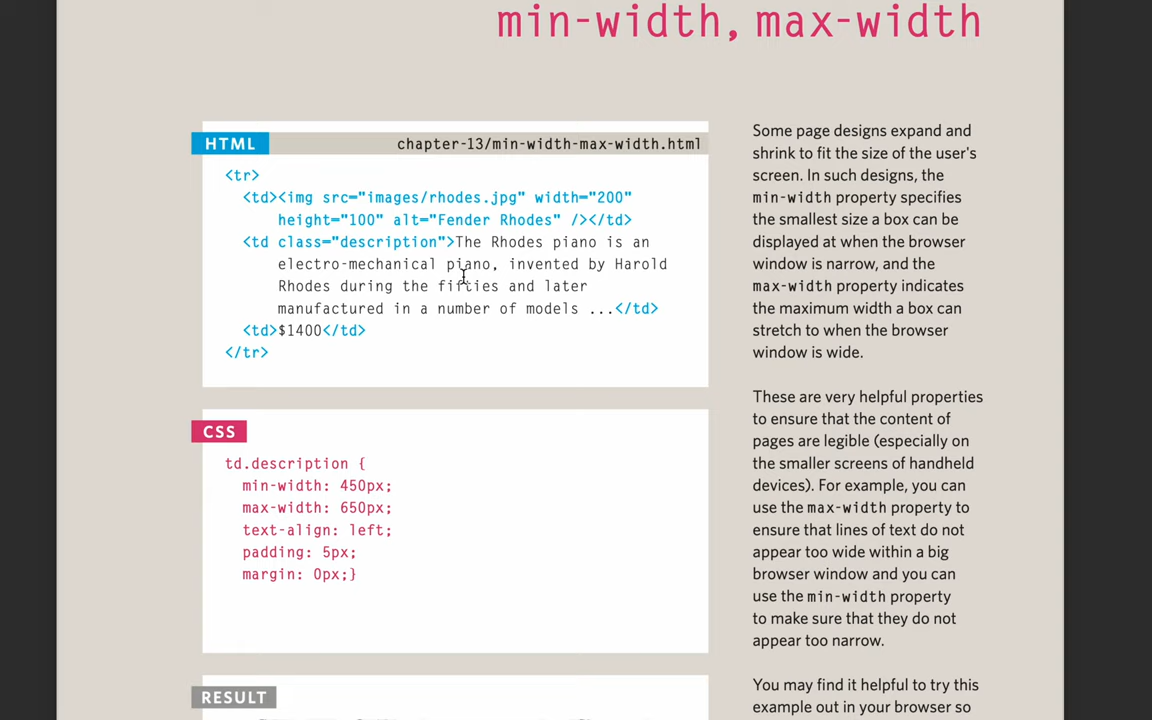 min-width, max-width
HTML
chapter-13/min-width-max-width.html
<tr>
<td><img src="images/rhodes.jpg" width="200"
height="100" alt="Fender Rhodes" /></td>
<td class="description">The Rhodes piano is an
electro-mechanical piano, invented by Harold
Rhodes during the fifties and later
manufactured in a number of models ...</td>
<td>$1400</td>
</tr>
CSS
td.description {
min-width: 450px;
max-width: 650px;
text-align: left;
padding: 5px;
margin: 0px;}
RESULT
Some page designs expand and
shrink to fit the size of the user's
screen. In such designs, the
min-width property specifies
the smallest size a box can be
displayed at when the browser
window is narrow, and the
max-width property indicates
the maximum width a box can
stretch to when the browser
window is wide.
These are very helpful properties
to ensure that the content of
pages are legible (especially on
the smaller screens of handheld
devices). For example, you can
use the max-width property to
ensure that lines of text do not
appear too wide within a big
browser window and you can
use the min-width property
to make sure that they do not
appear too narrow.
You may find it helpful to try this
example out in your browser so